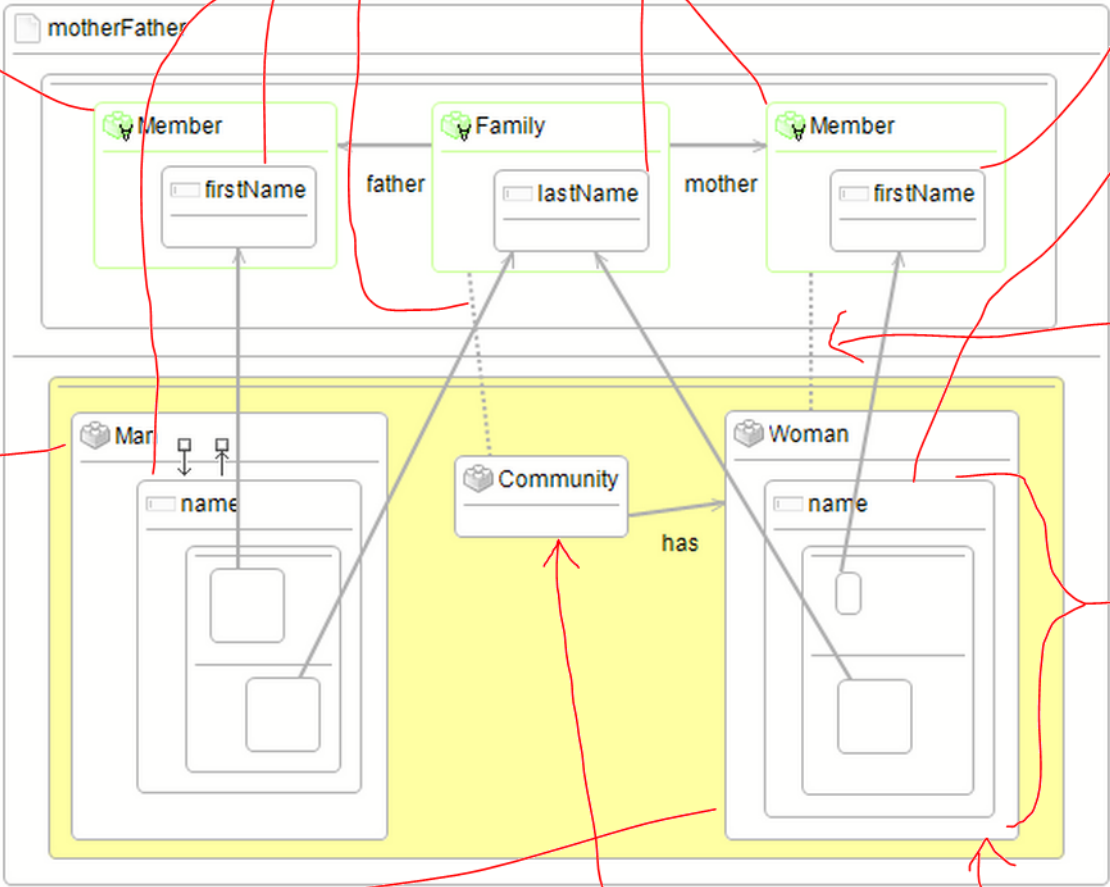 motherFather
Member
Family
Member
firstName
father
lastName
mother
firstName
Man
Community
Woman
name
has
name